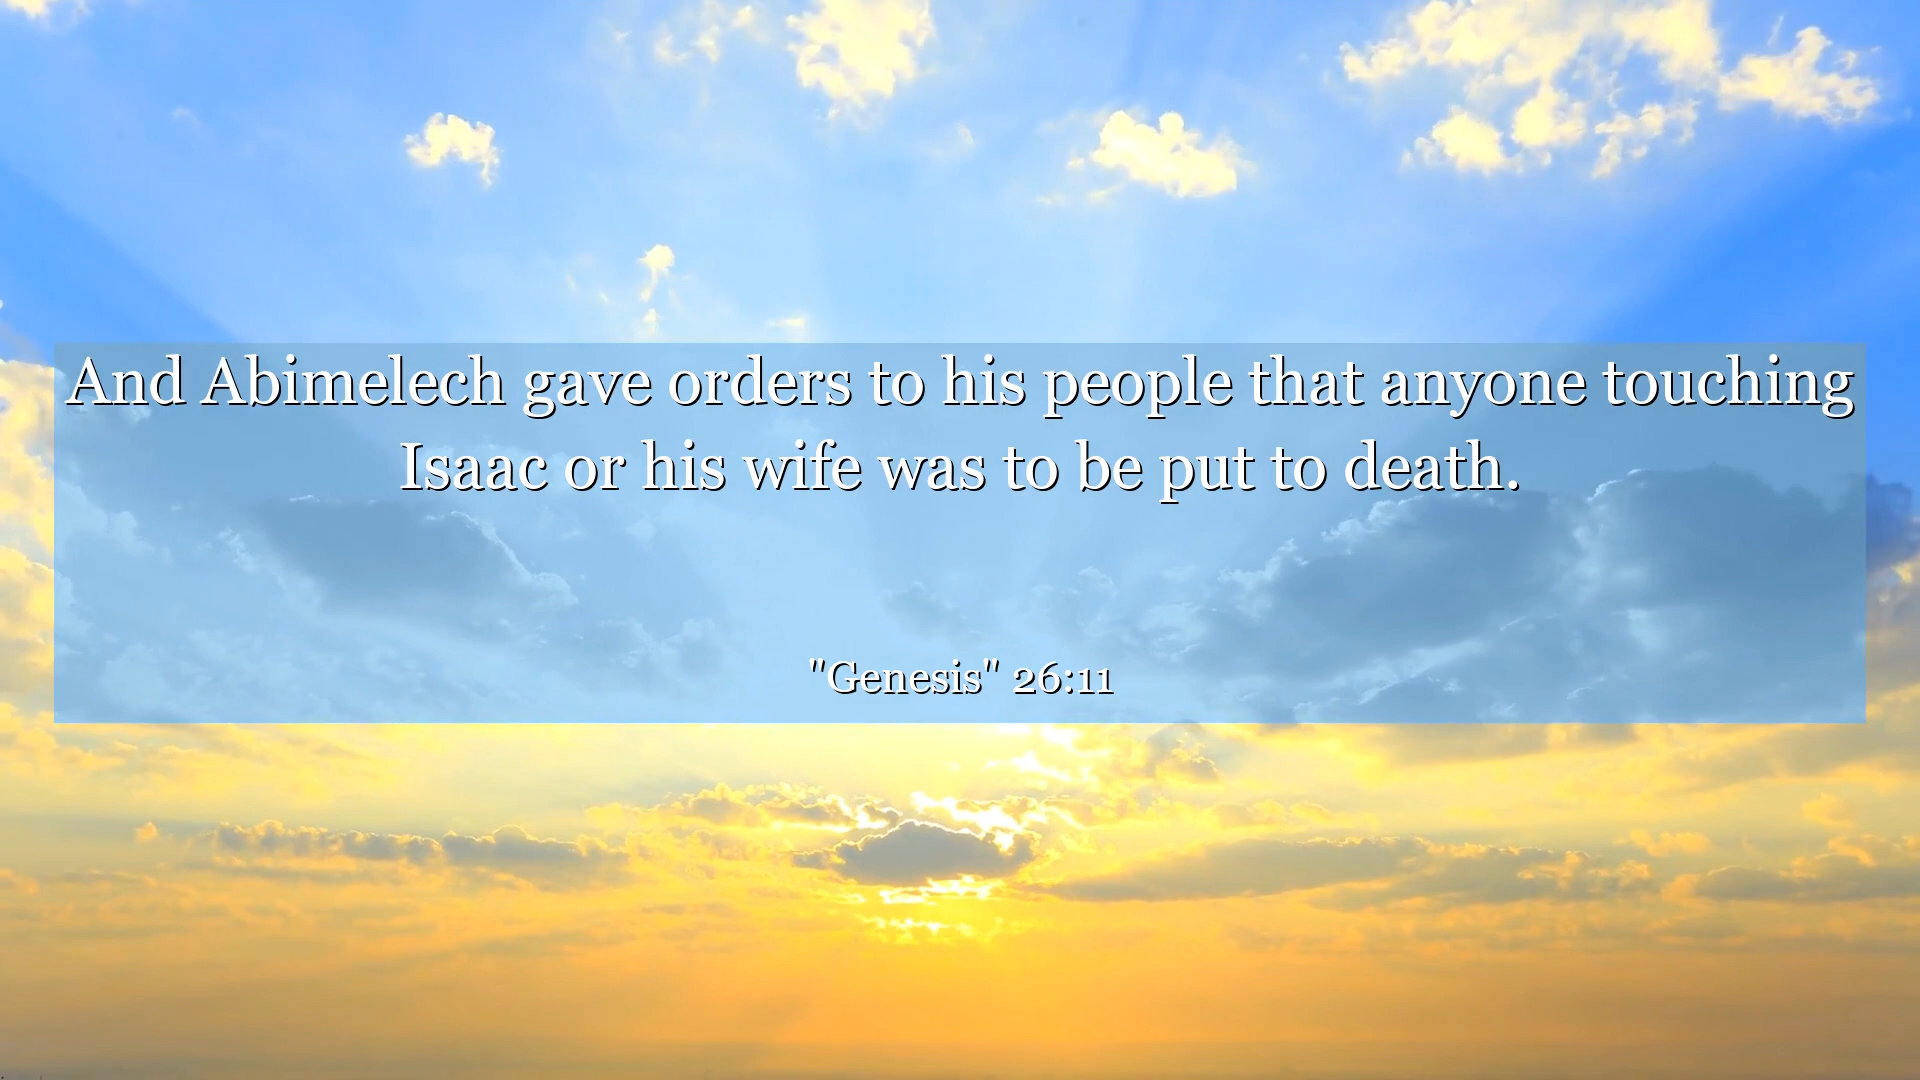 And Abimelech gave orders to his people that anyone touching
Isaac or his wife was to be put to death.
"Genesis" 26:11